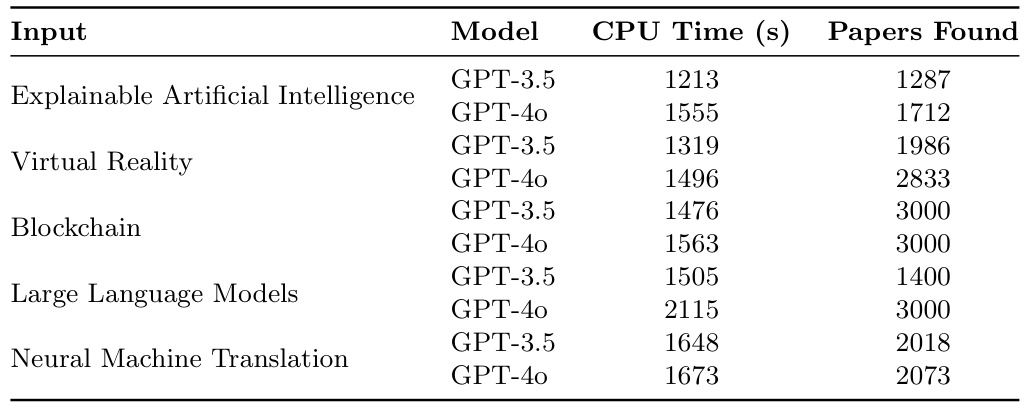 Input Model CPU Time (s) Papers Found
Explainable Artificial Intelligence
GPT-3.5 1213 1287
GPT-4o 1555 1712
Virtual Reality
GPT-3.5 1319 1986
GPT-4o 1496 2833
Blockchain
GPT-3.5 1476 3000
GPT-4o 1563 3000
Large Language Models
GPT-3.5 1505 1400
GPT-4o 2115 3000
Neural Machine Translation
GPT-3.5 1648 2018
GPT-4o 1673 2073